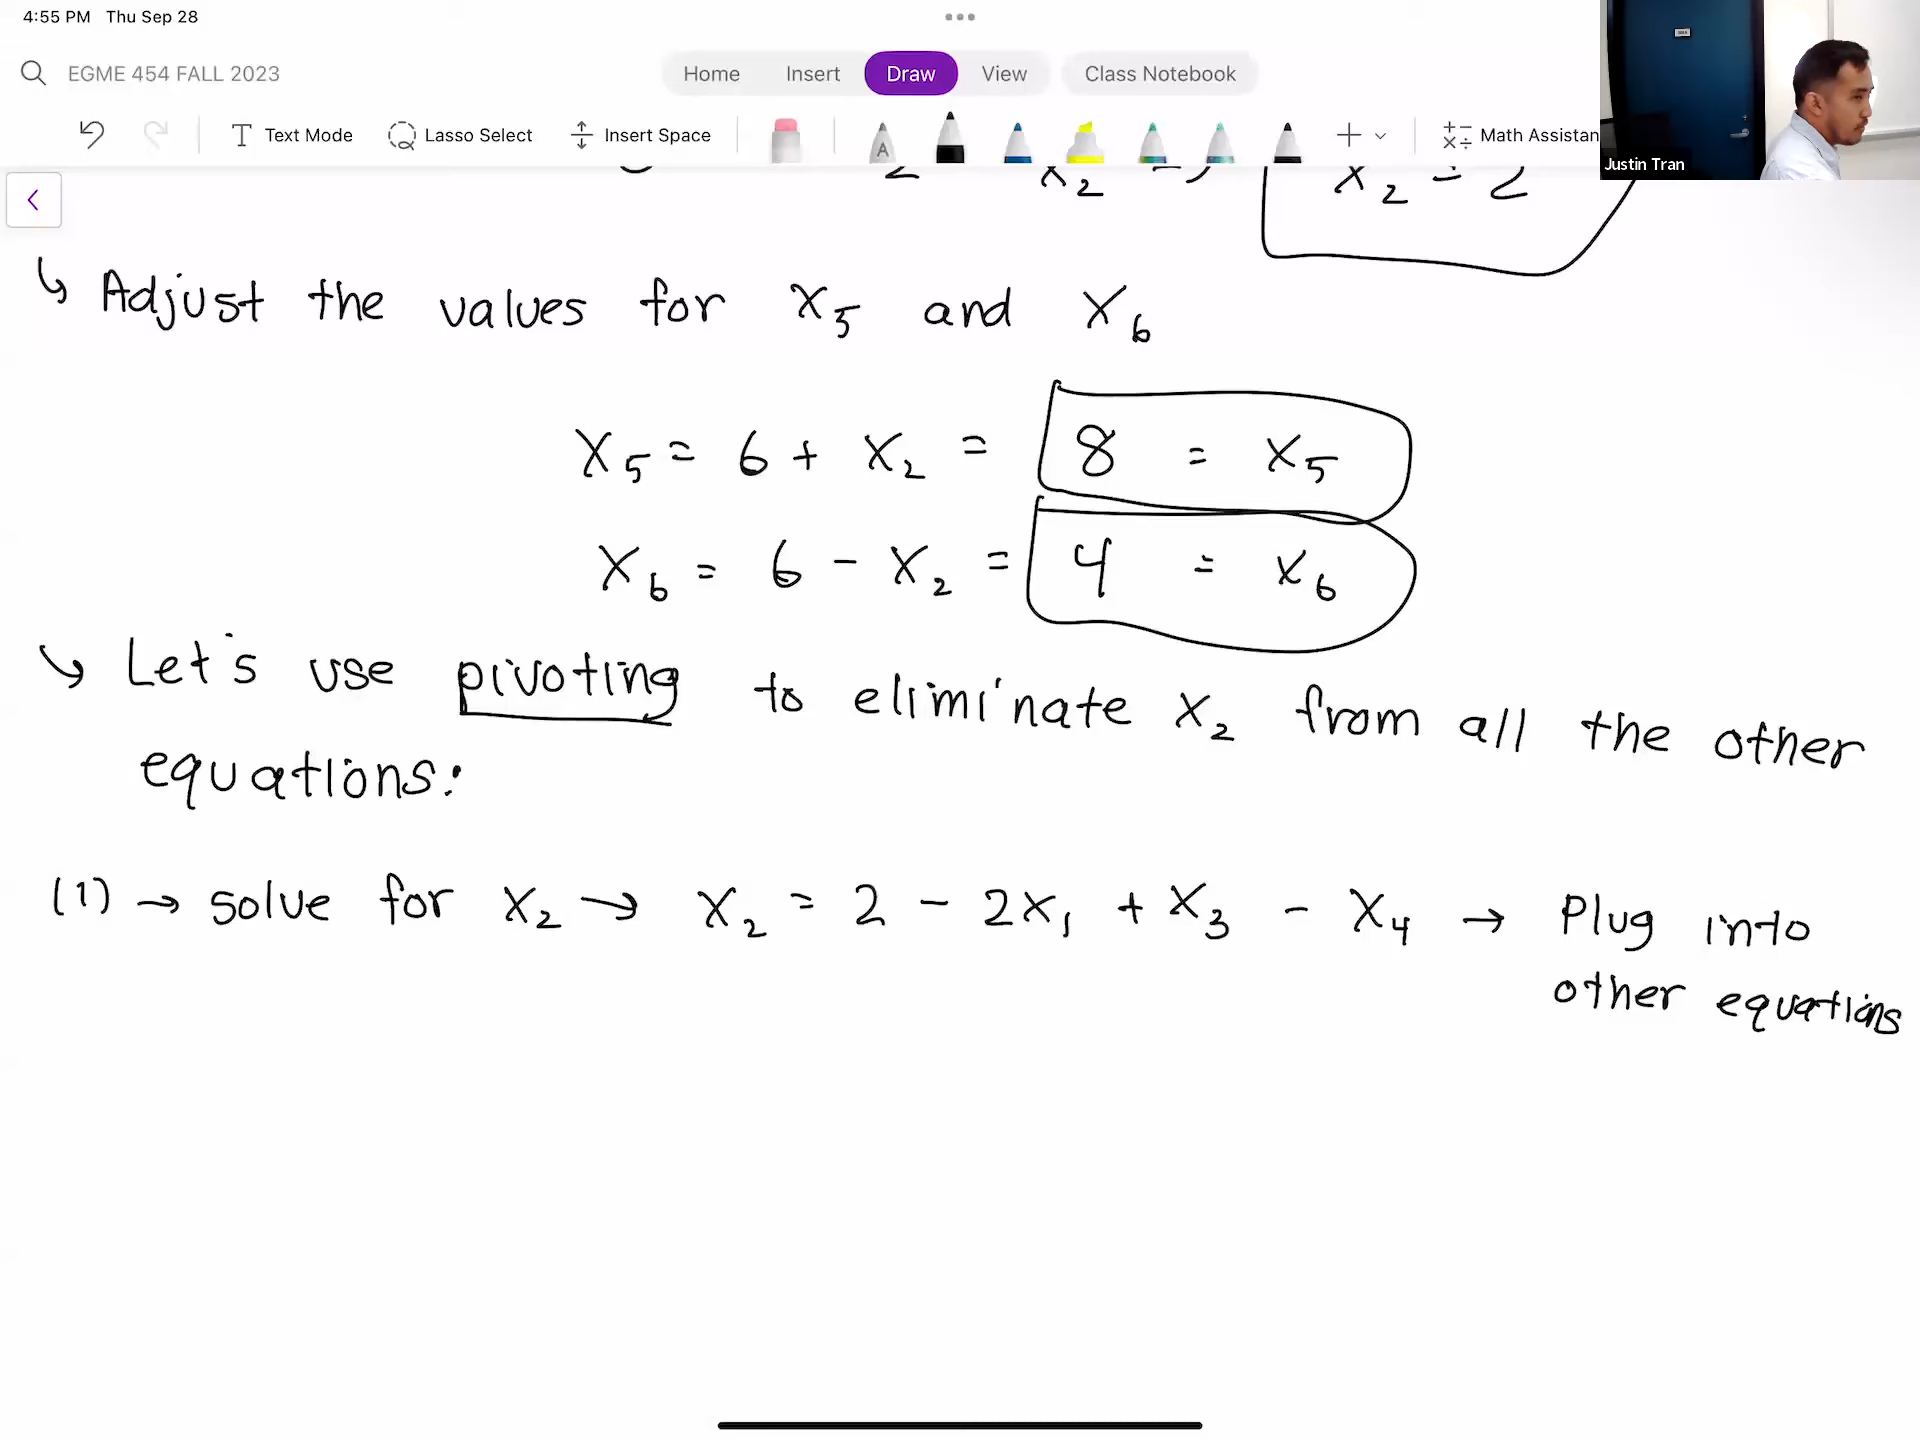 4:55 PM Thu Sep 28
EGME 454 FALL 2023
Home Insert Draw View Class Notebook
Text Mode Lasso Select Insert Space A Math Assistan
Justin Tran
x₂ = 2
↳ Adjust the values for x₅ and x₆
x₅ = 6 + x₂ = 8 = x₅
x₆ = 6 - x₂ = 4 = x₆
↳ Let's use pivoting to eliminate x₂ from all the other
equations:
(1) → solve for x₂ → x₂ = 2 - 2x₁ + x₃ - x₄ → Plug into
other equations